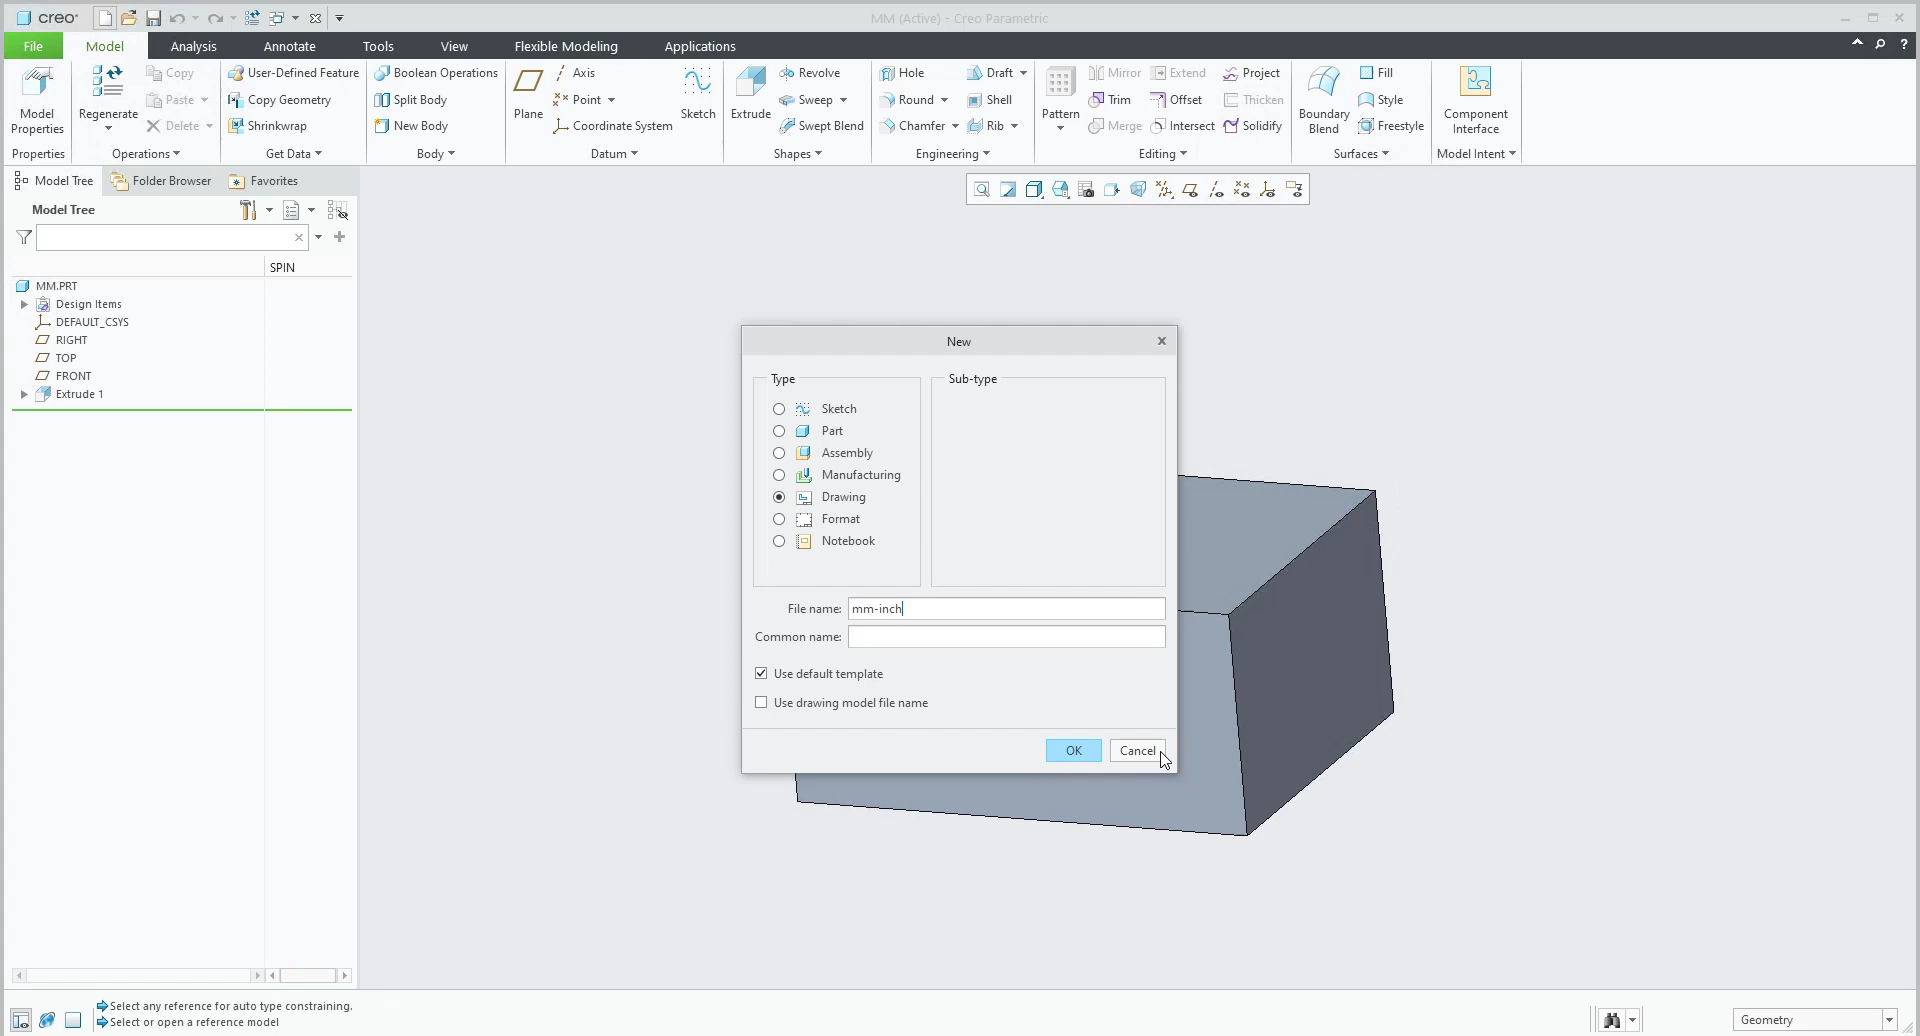 creo
MM (Active) - Creo Parametric
File Model Analysis Annotate Tools View Flexible Modeling Applications
Model Properties
Properties
Regenerate
Copy
Paste
Delete
Operations
User-Defined Feature
Copy Geometry
Shrinkwrap
Get Data
Boolean Operations
Split Body
New Body
Body
Plane
Axis
Point
Coordinate System
Sketch
Datum
Extrude
Revolve
Sweep
Swept Blend
Shapes
Hole
Round
Chamfer
Draft
Shell
Rib
Engineering
Pattern
Mirror
Trim
Merge
Extend
Offset
Intersect
Project
Thicken
Solidify
Editing
Boundary Blend
Fill
Style
Freestyle
Surfaces
Component Interface
Model Intent
Model Tree Folder Browser Favorites
Model Tree
SPIN
MM.PRT
Design Items
DEFAULT_CSYS
RIGHT
TOP
FRONT
Extrude 1
New
Type
Sketch
Part
Assembly
Manufacturing
Drawing
Format
Notebook
Sub-type
File name: mm-inch
Common name:
Use default template
Use drawing model file name
OK Cancel
Select any reference for auto type constraining.
Select or open a reference model
Geometry